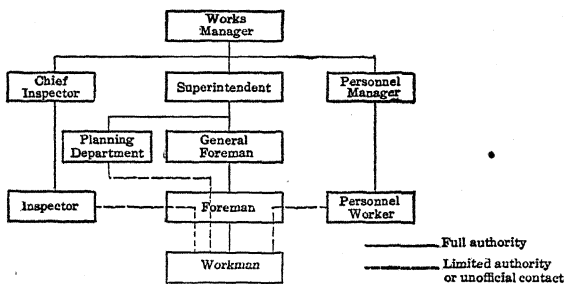 Works
Manager
Chief
Inspector
Superintendent
Personnel
Manager
Planning
Department
General
Foreman
Inspector
Foreman
Personnel
Worker
Workman
Full authority
Limited authority
or unofficial contact